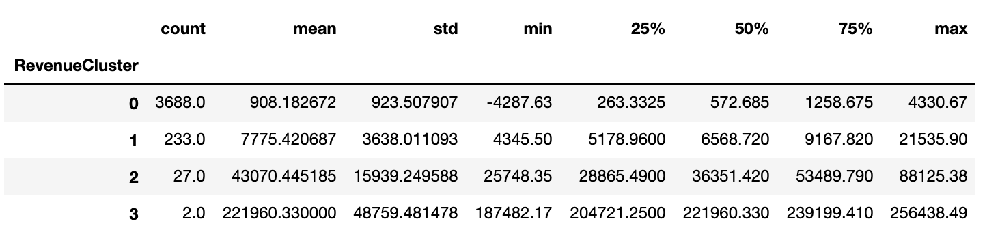 count mean std min 25% 50% 75% max
RevenueCluster
0 3688.0 908.182672 923.507907 -4287.63 263.3325 572.685 1258.675 4330.67
1 233.0 7775.420687 3638.011093 4345.50 5178.9600 6568.720 9167.820 21535.90
2 27.0 43070.445185 15939.249588 25748.35 28865.4900 36351.420 53489.790 88125.38
3 2.0 221960.330000 48759.481478 187482.17 204721.2500 221960.330 239199.410 256438.49